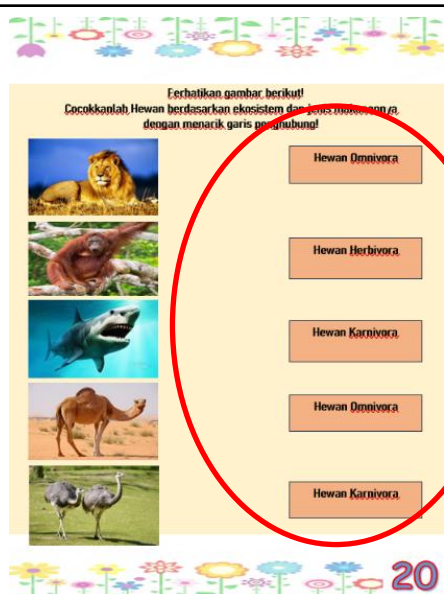 Perhatikan gambar berikut!
Cocokkanlah Hewan berdasarkan ekosistem dan jenis makanannya
dengan menarik garis penghubung!
Hewan Omnivora
Hewan Herbivora
Hewan Karnivora
Hewan Omnivora
Hewan Karnivora
20